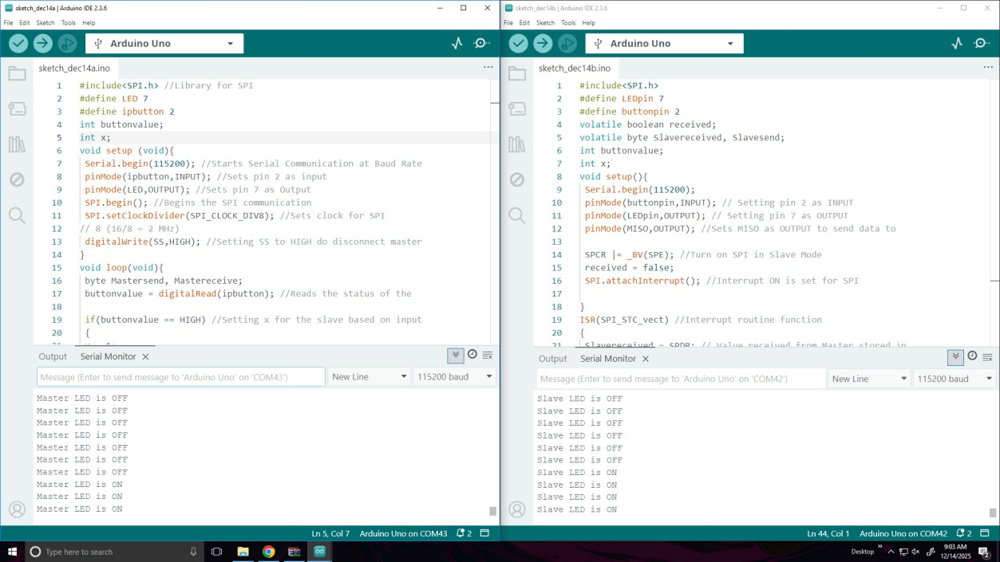 sketch_dec14a | Arduino IDE 2.3.6
File Edit Sketch Tools Help
Arduino Uno
sketch_dec14a.ino
1 #include<SPI.h> //Library for SPI
2 #define LED 7
3 #define ipbutton 2
4 int buttonvalue;
5 int x;
6 void setup (void){
7 Serial.begin(115200); //Starts Serial Communication at Baud Rate
8 pinMode(ipbutton,INPUT); //Sets pin 2 as input
9 pinMode(LED,OUTPUT); //Sets pin 7 as Output
10 SPI.begin(); //Begins the SPI communication
11 SPI.setClockDivider(SPI_CLOCK_DIV8); //Sets clock for SPI
12 // 8 (16/8 = 2 MHz)
13 digitalWrite(SS,HIGH); //Setting SS to HIGH do disconnect master
14 }
15 void loop(void){
16 byte Mastersend, Mastereceive;
17 buttonvalue = digitalRead(ipbutton); //Reads the status of the
18
19 if(buttonvalue == HIGH) //Setting x for the slave based on input
20 {
Output Serial Monitor
Message (Enter to send message to 'Arduino Uno' on 'COM43')
New Line
115200 baud
Master LED is OFF
Master LED is OFF
Master LED is OFF
Master LED is OFF
Master LED is OFF
Master LED is OFF
Master LED is OFF
Master LED is ON
Master LED is ON
Master LED is ON
Ln 5, Col 7 Arduino Uno on COM43 2
sketch_dec14b | Arduino IDE 2.3.6
File Edit Sketch Tools Help
Arduino Uno
sketch_dec14b.ino
1 #include<SPI.h>
2 #define LEDpin 7
3 #define buttonpin 2
4 volatile boolean received;
5 volatile byte Slavereceived, Slavesend;
6 int buttonvalue;
7 int x;
8 void setup(){
9 Serial.begin(115200);
10 pinMode(buttonpin,INPUT); // Setting pin 2 as INPUT
11 pinMode(LEDpin,OUTPUT); // Setting pin 7 as OUTPUT
12 pinMode(MISO,OUTPUT); //Sets MISO as OUTPUT to send data to
13
14 SPCR |= _BV(SPE); //Turn on SPI in Slave Mode
15 received = false;
16 SPI.attachInterrupt(); //Interrupt ON is set for SPI
17
18 }
19 ISR(SPI_STC_vect) //Interrupt routine function
20 {
21 Slavereceived = SPDR; // Value received from Master stored in
Output Serial Monitor
Message (Enter to send message to 'Arduino Uno' on 'COM42')
New Line
115200 baud
Slave LED is OFF
Slave LED is OFF
Slave LED is OFF
Slave LED is OFF
Slave LED is OFF
Slave LED is OFF
Slave LED is ON
Slave LED is ON
Slave LED is ON
Slave LED is ON
Ln 44, Col 1 Arduino Uno on COM42 2
Type here to search
Desktop
9:03 AM
12/14/2025
2